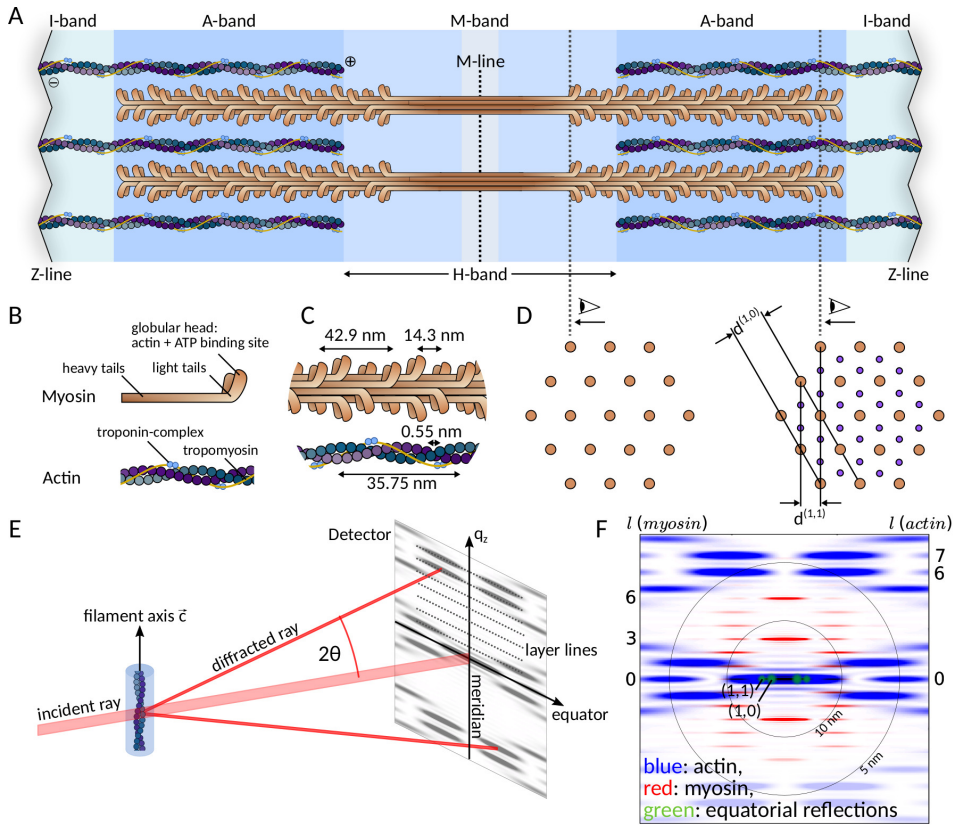 A
I-band
A-band
M-band
A-band
I-band
⊕
⊖
M-line
Z-line
H-band
Z-line
B
globular head:
actin + ATP binding site
heavy tails
light tails
Myosin
troponin-complex
tropomyosin
Actin
C
42.9 nm
14.3 nm
0.55 nm
35.75 nm
D
d(1,0)
d(1,1)
E
Detector
qz
filament axis c⃗
diffracted ray
2θ
layer lines
incident ray
meridian
equator
F
l (myosin)
l (actin)
7
6
6
3
0
0
(1,1)
(1,0)
10 nm
5 nm
blue: actin,
red: myosin,
green: equatorial reflections